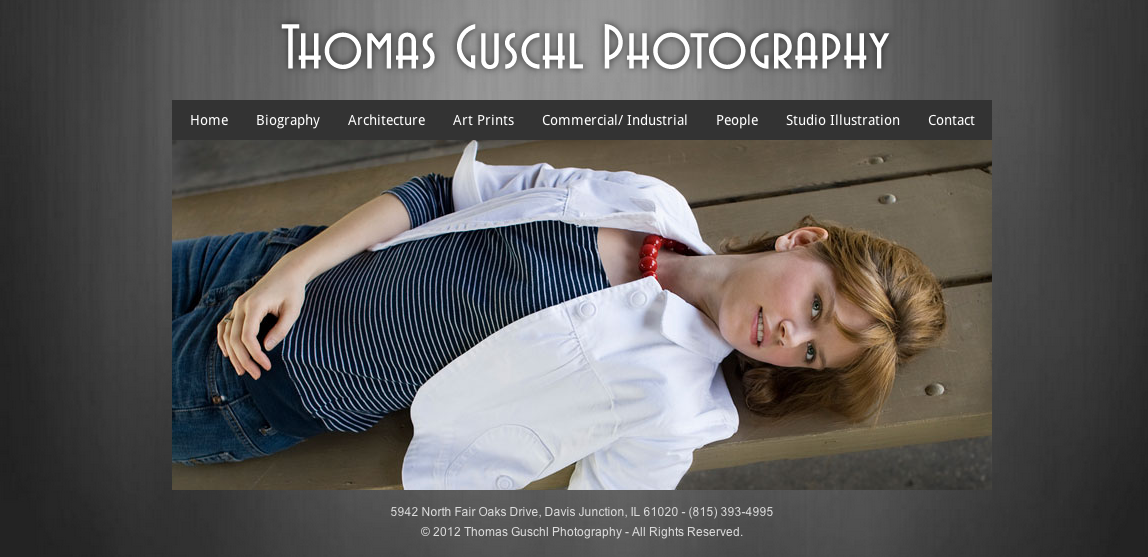 Thomas Guschl Photography
Home Biography Architecture Art Prints Commercial/ Industrial People Studio Illustration Contact
5942 North Fair Oaks Drive, Davis Junction, IL 61020 - (815) 393-4995
© 2012 Thomas Guschl Photography - All Rights Reserved.